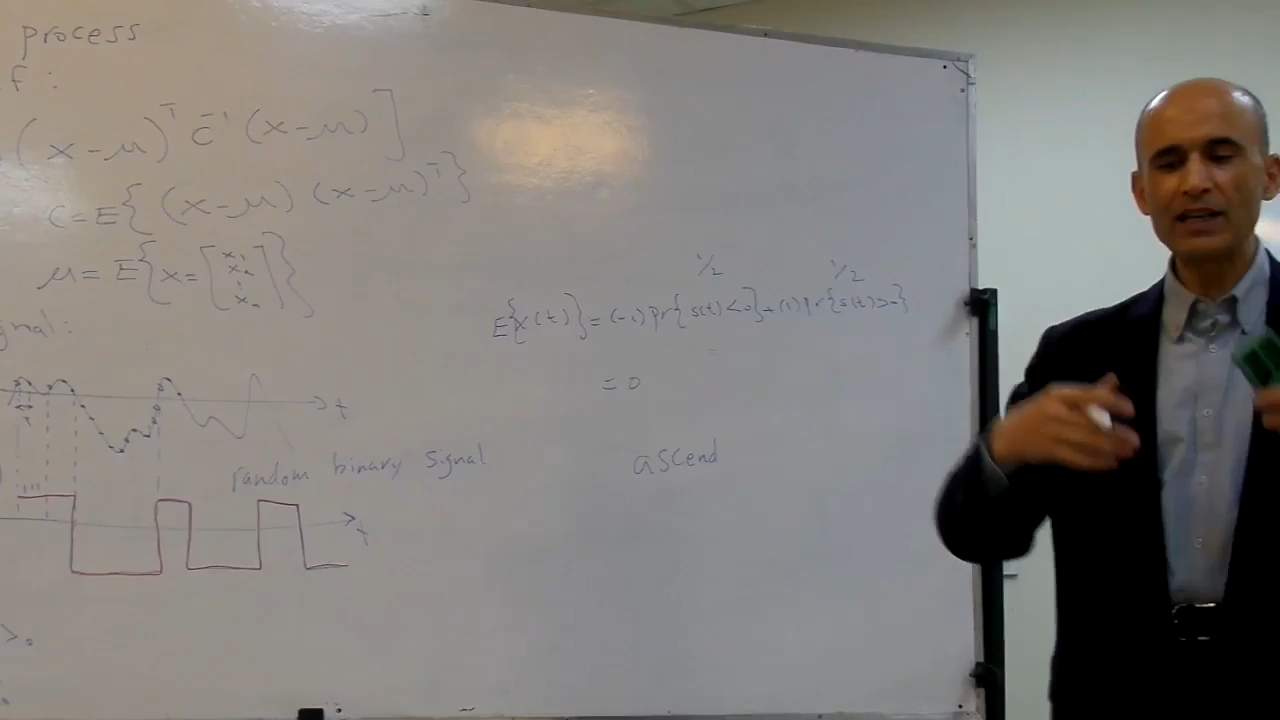 process
f :
(x-μ)ᵀ C⁻¹ (x-μ) ]
C=E{ (x-μ) (x-μ)ᵀ}
μ= E{x=[x₁ x₂ ⋮ xₙ]}
gnal:
t
random binary signal
t
>0
½ ½
E{x(t)}=(-1)pr{s(t)<0}+(1)pr{s(t)>0}
=0
ascend